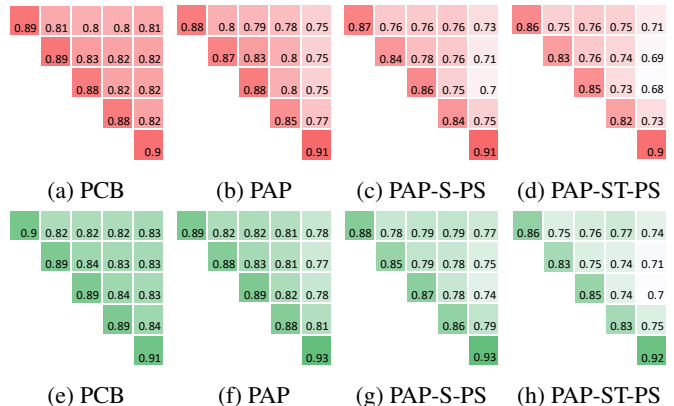 0.89 0.81 0.8 0.8 0.81 0.88 0.8 0.79 0.78 0.75 0.87 0.76 0.76 0.76 0.73 0.86 0.75 0.76 0.75 0.71
0.89 0.83 0.82 0.82 0.87 0.83 0.8 0.75 0.84 0.78 0.76 0.71 0.83 0.76 0.74 0.69
0.88 0.82 0.82 0.88 0.8 0.75 0.86 0.75 0.7 0.85 0.73 0.68
0.88 0.82 0.85 0.77 0.84 0.75 0.82 0.73
0.9 0.91 0.91 0.9
(a) PCB (b) PAP (c) PAP-S-PS (d) PAP-ST-PS
0.9 0.82 0.82 0.82 0.83 0.89 0.82 0.82 0.81 0.78 0.88 0.78 0.79 0.79 0.77 0.86 0.75 0.76 0.77 0.74
0.89 0.84 0.83 0.83 0.88 0.83 0.81 0.77 0.85 0.79 0.78 0.75 0.83 0.75 0.74 0.71
0.89 0.84 0.83 0.89 0.82 0.78 0.87 0.78 0.74 0.85 0.74 0.7
0.89 0.84 0.88 0.81 0.86 0.79 0.83 0.75
0.91 0.93 0.93 0.92
(e) PCB (f) PAP (g) PAP-S-PS (h) PAP-ST-PS